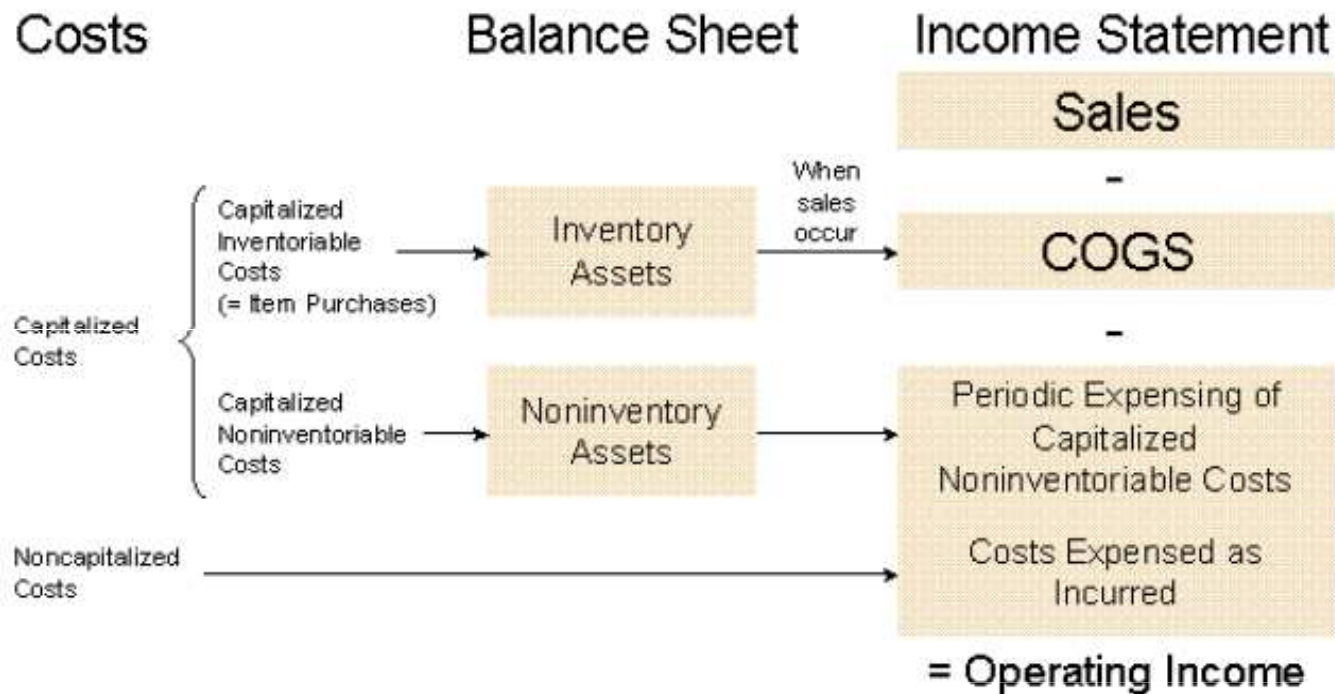 Costs
Balance Sheet
Income Statement
Sales
-
When
sales
occur
Capitalized
Inventoriable
Costs
(= Item Purchases)
Inventory
Assets
COGS
-
Capitalized
Costs
Capitalized
Noninventoriable
Costs
Noninventory
Assets
Periodic Expensing of
Capitalized
Noninventoriable Costs
Noncapitalized
Costs
Costs Expensed as
Incurred
= Operating Income